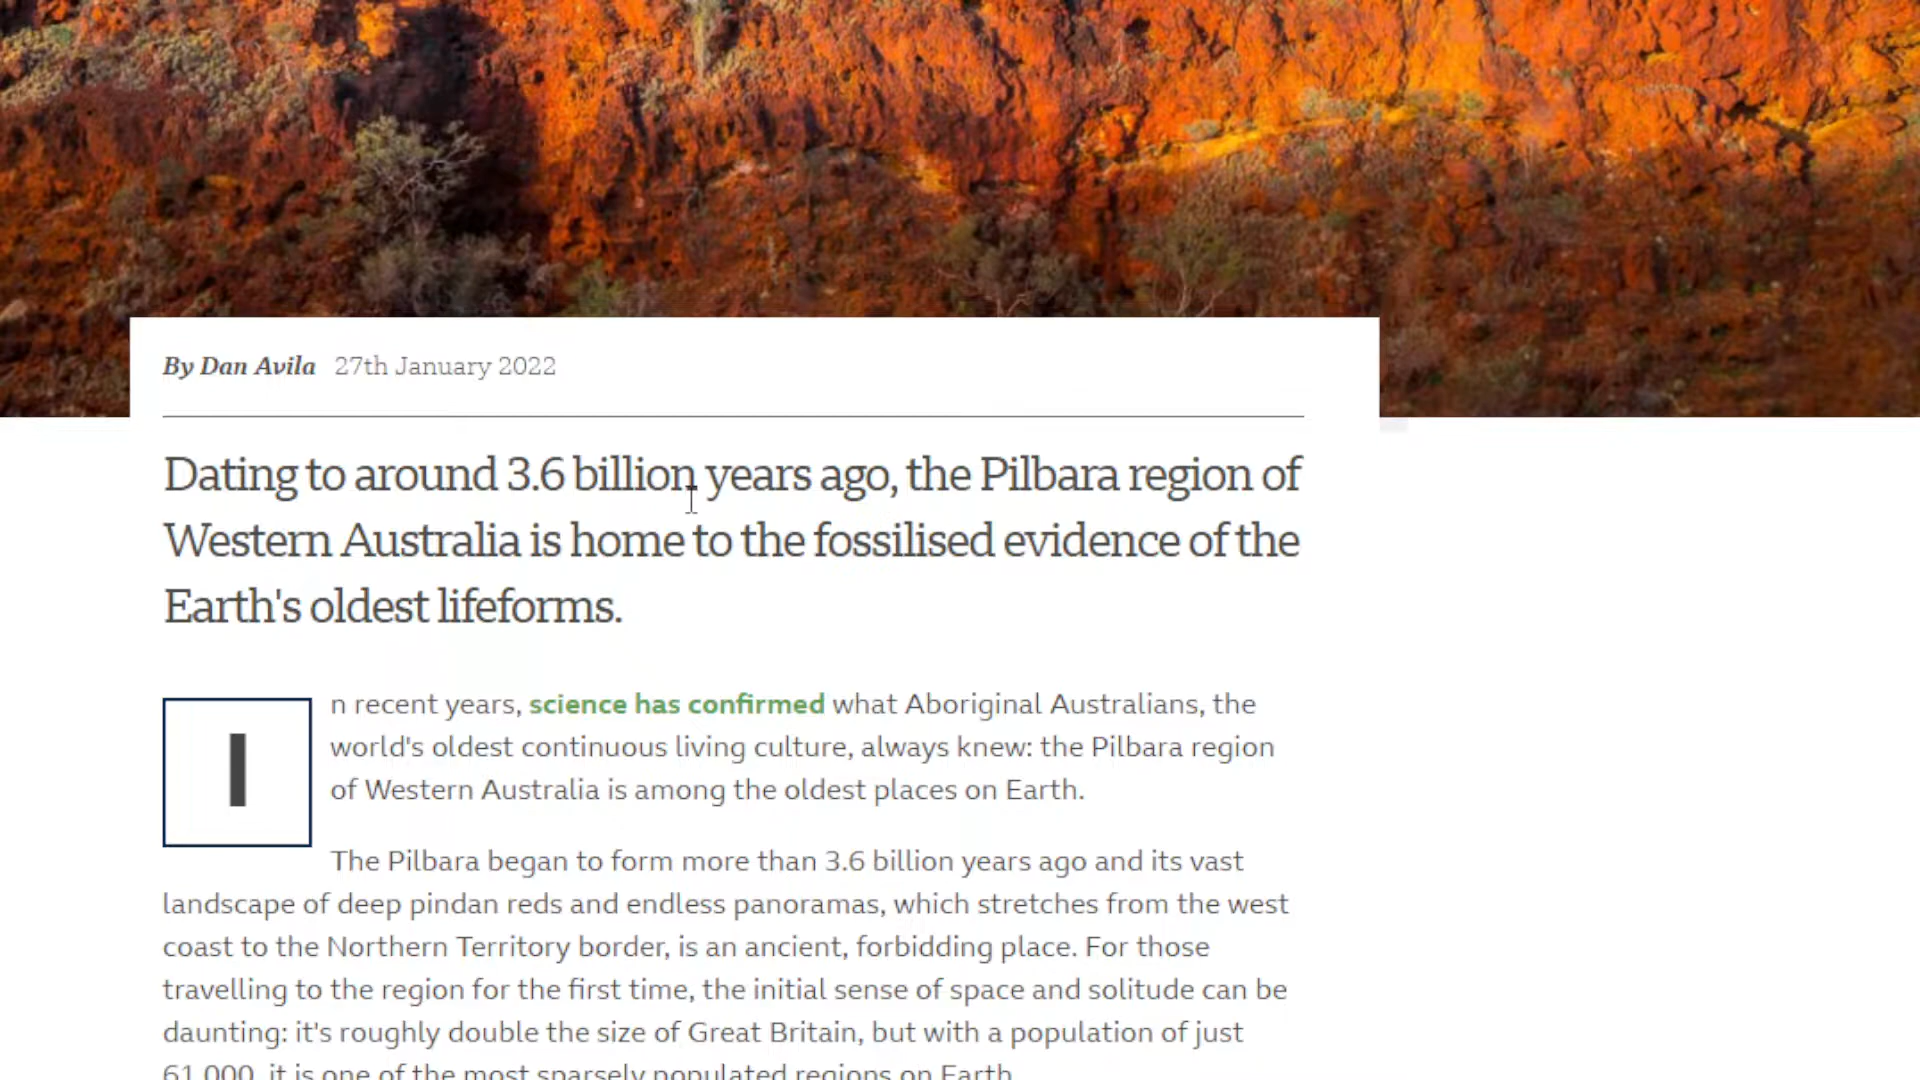 By Dan Avila 27th January 2022
Dating to around 3.6 billion years ago, the Pilbara region of
Western Australia is home to the fossilised evidence of the
Earth's oldest lifeforms.
In recent years, science has confirmed what Aboriginal Australians, the
world's oldest continuous living culture, always knew: the Pilbara region
of Western Australia is among the oldest places on Earth.
The Pilbara began to form more than 3.6 billion years ago and its vast
landscape of deep pindan reds and endless panoramas, which stretches from the west
coast to the Northern Territory border, is an ancient, forbidding place. For those
travelling to the region for the first time, the initial sense of space and solitude can be
daunting: it's roughly double the size of Great Britain, but with a population of just
61,000, it is one of the most sparsely populated regions on Earth.